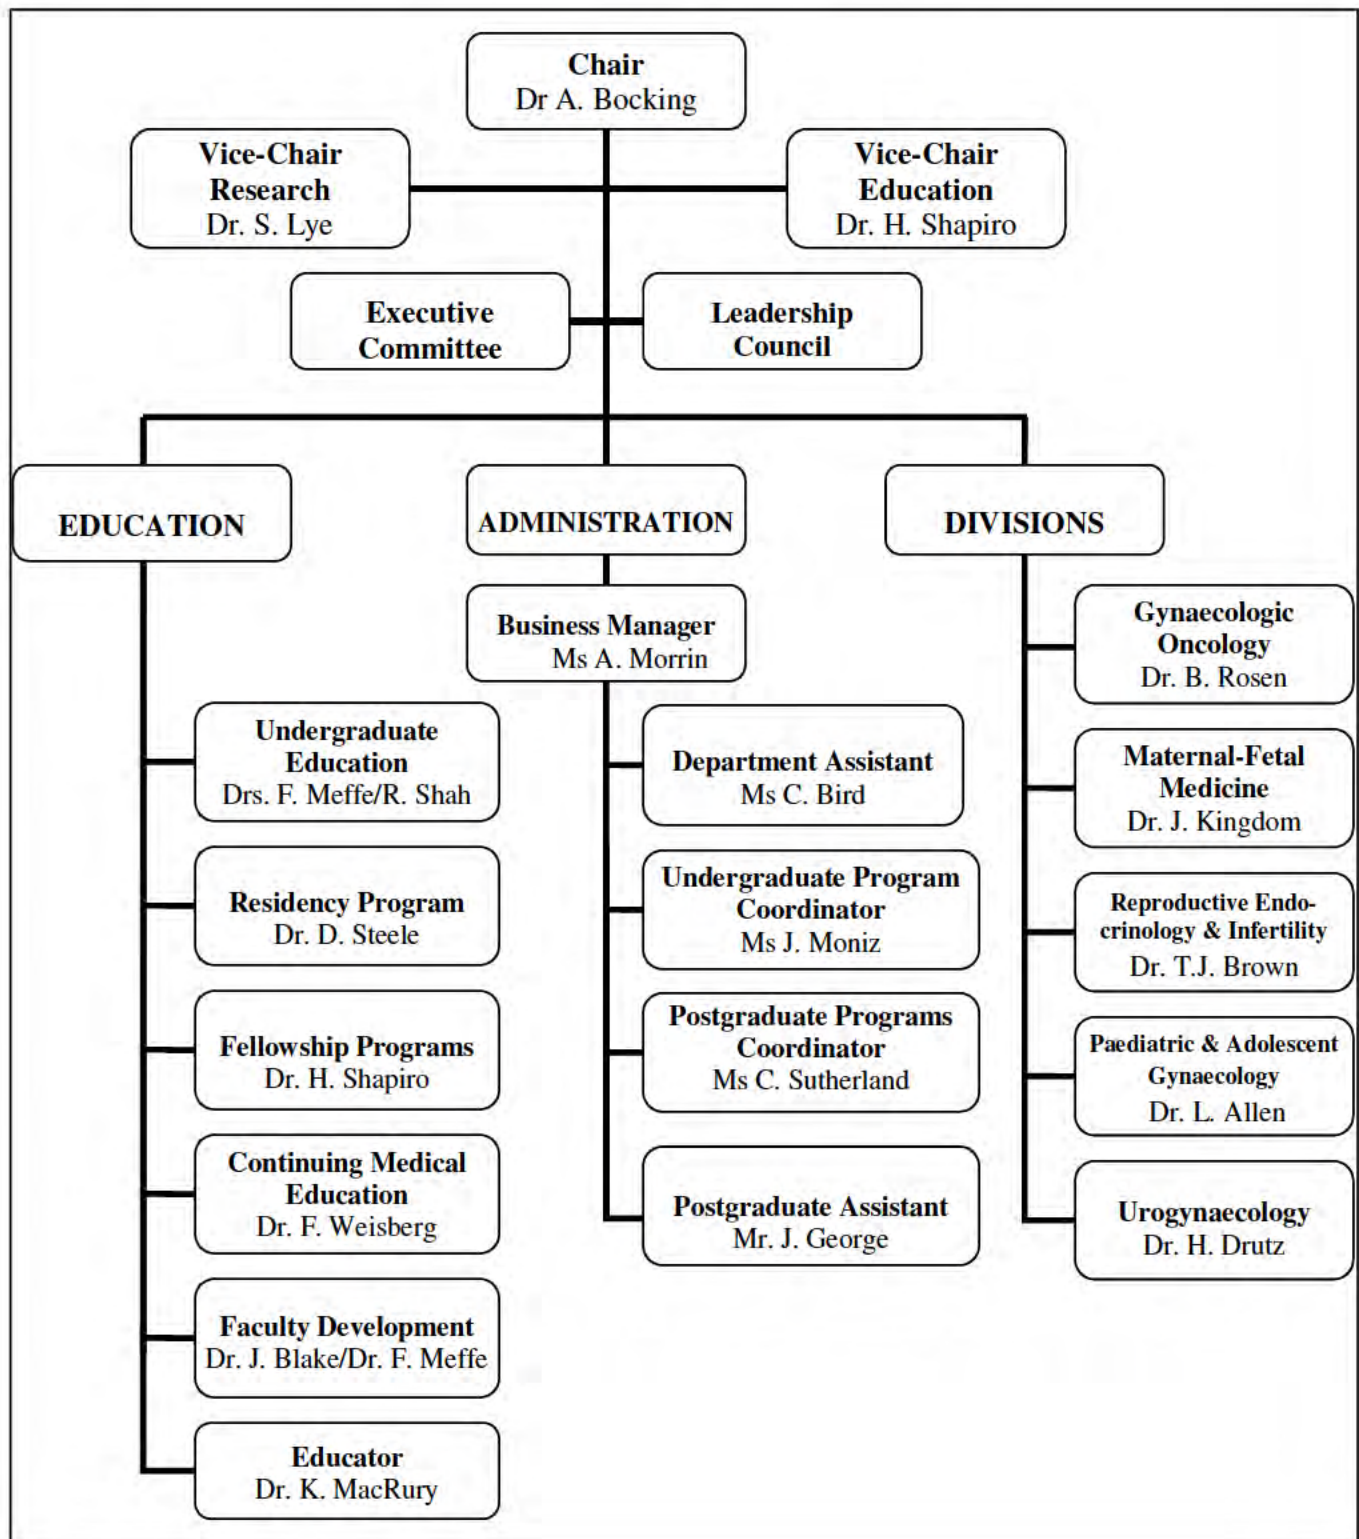 Chair
Dr A. Bocking
Vice-Chair
Research
Dr. S. Lye
Vice-Chair
Education
Dr. H. Shapiro
Executive
Committee
Leadership
Council
EDUCATION
ADMINISTRATION
DIVISIONS
Undergraduate
Education
Drs. F. Meffe/R. Shah
Residency Program
Dr. D. Steele
Fellowship Programs
Dr. H. Shapiro
Continuing Medical
Education
Dr. F. Weisberg
Faculty Development
Dr. J. Blake/Dr. F. Meffe
Educator
Dr. K. MacRury
Business Manager
Ms A. Morrin
Department Assistant
Ms C. Bird
Undergraduate Program
Coordinator
Ms J. Moniz
Postgraduate Programs
Coordinator
Ms C. Sutherland
Postgraduate Assistant
Mr. J. George
Gynaecologic
Oncology
Dr. B. Rosen
Maternal-Fetal
Medicine
Dr. J. Kingdom
Reproductive Endo-
crinology & Infertility
Dr. T.J. Brown
Paediatric & Adolescent
Gynaecology
Dr. L. Allen
Urogynaecology
Dr. H. Drutz